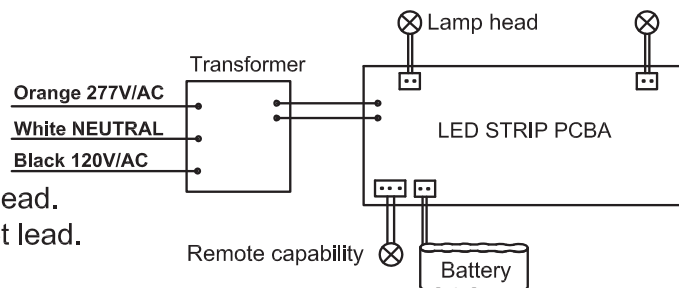 Lamp head
Transformer
Orange 277V/AC
White NEUTRAL
Black 120V/AC
LED STRIP PCBA
ead.
t lead.
Remote capability
Battery